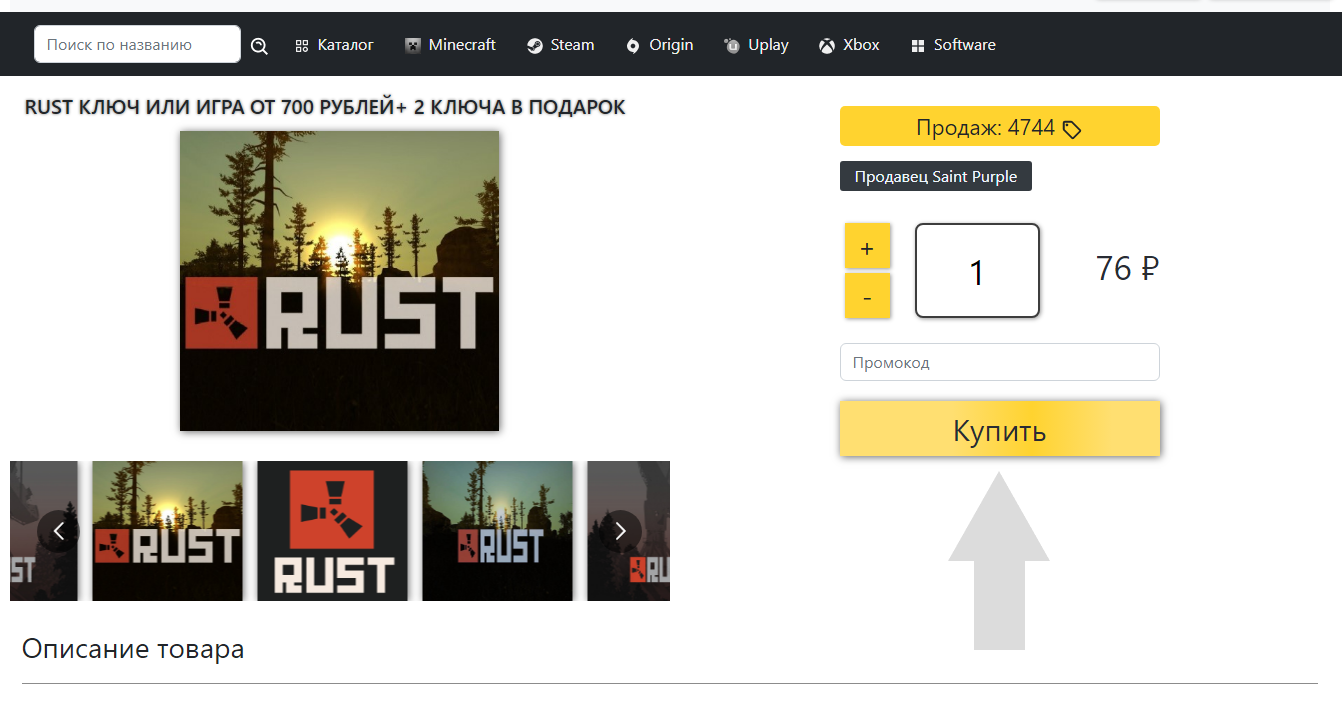 Поиск по названию
Каталог
Minecraft
Steam
Origin
Uplay
Xbox
Software
RUST КЛЮЧ ИЛИ ИГРА ОТ 700 РУБЛЕЙ+ 2 КЛЮЧА В ПОДАРОК
RUST
Продаж: 4744
Продавец Saint Purple
+
-
1
76 ₽
Промокод
Купить
ST
RUST
RUST
RUST
RU
Описание товара